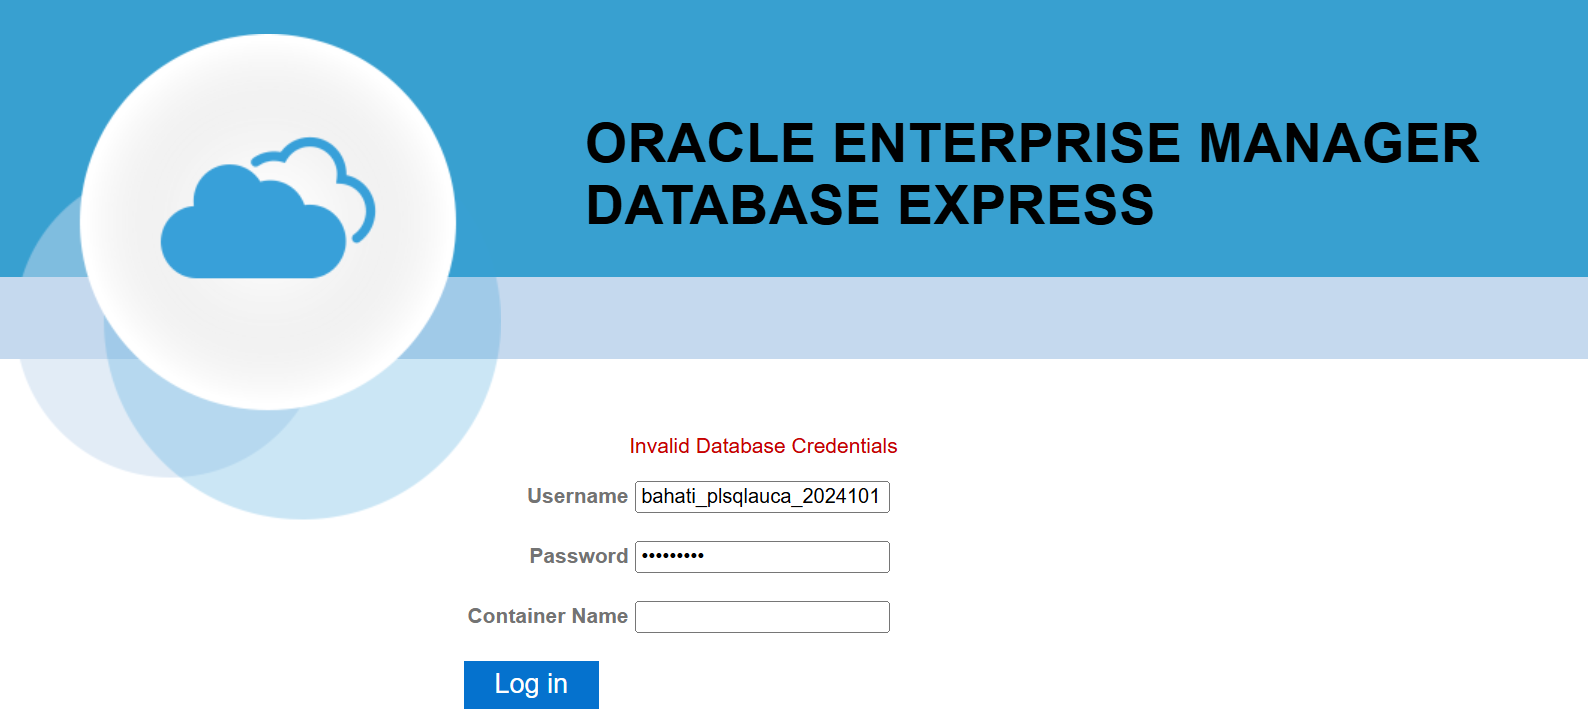 ORACLE ENTERPRISE MANAGER
DATABASE EXPRESS
Invalid Database Credentials
Username bahati_plsqlauca_2024101
Password •••••••••
Container Name
Log in